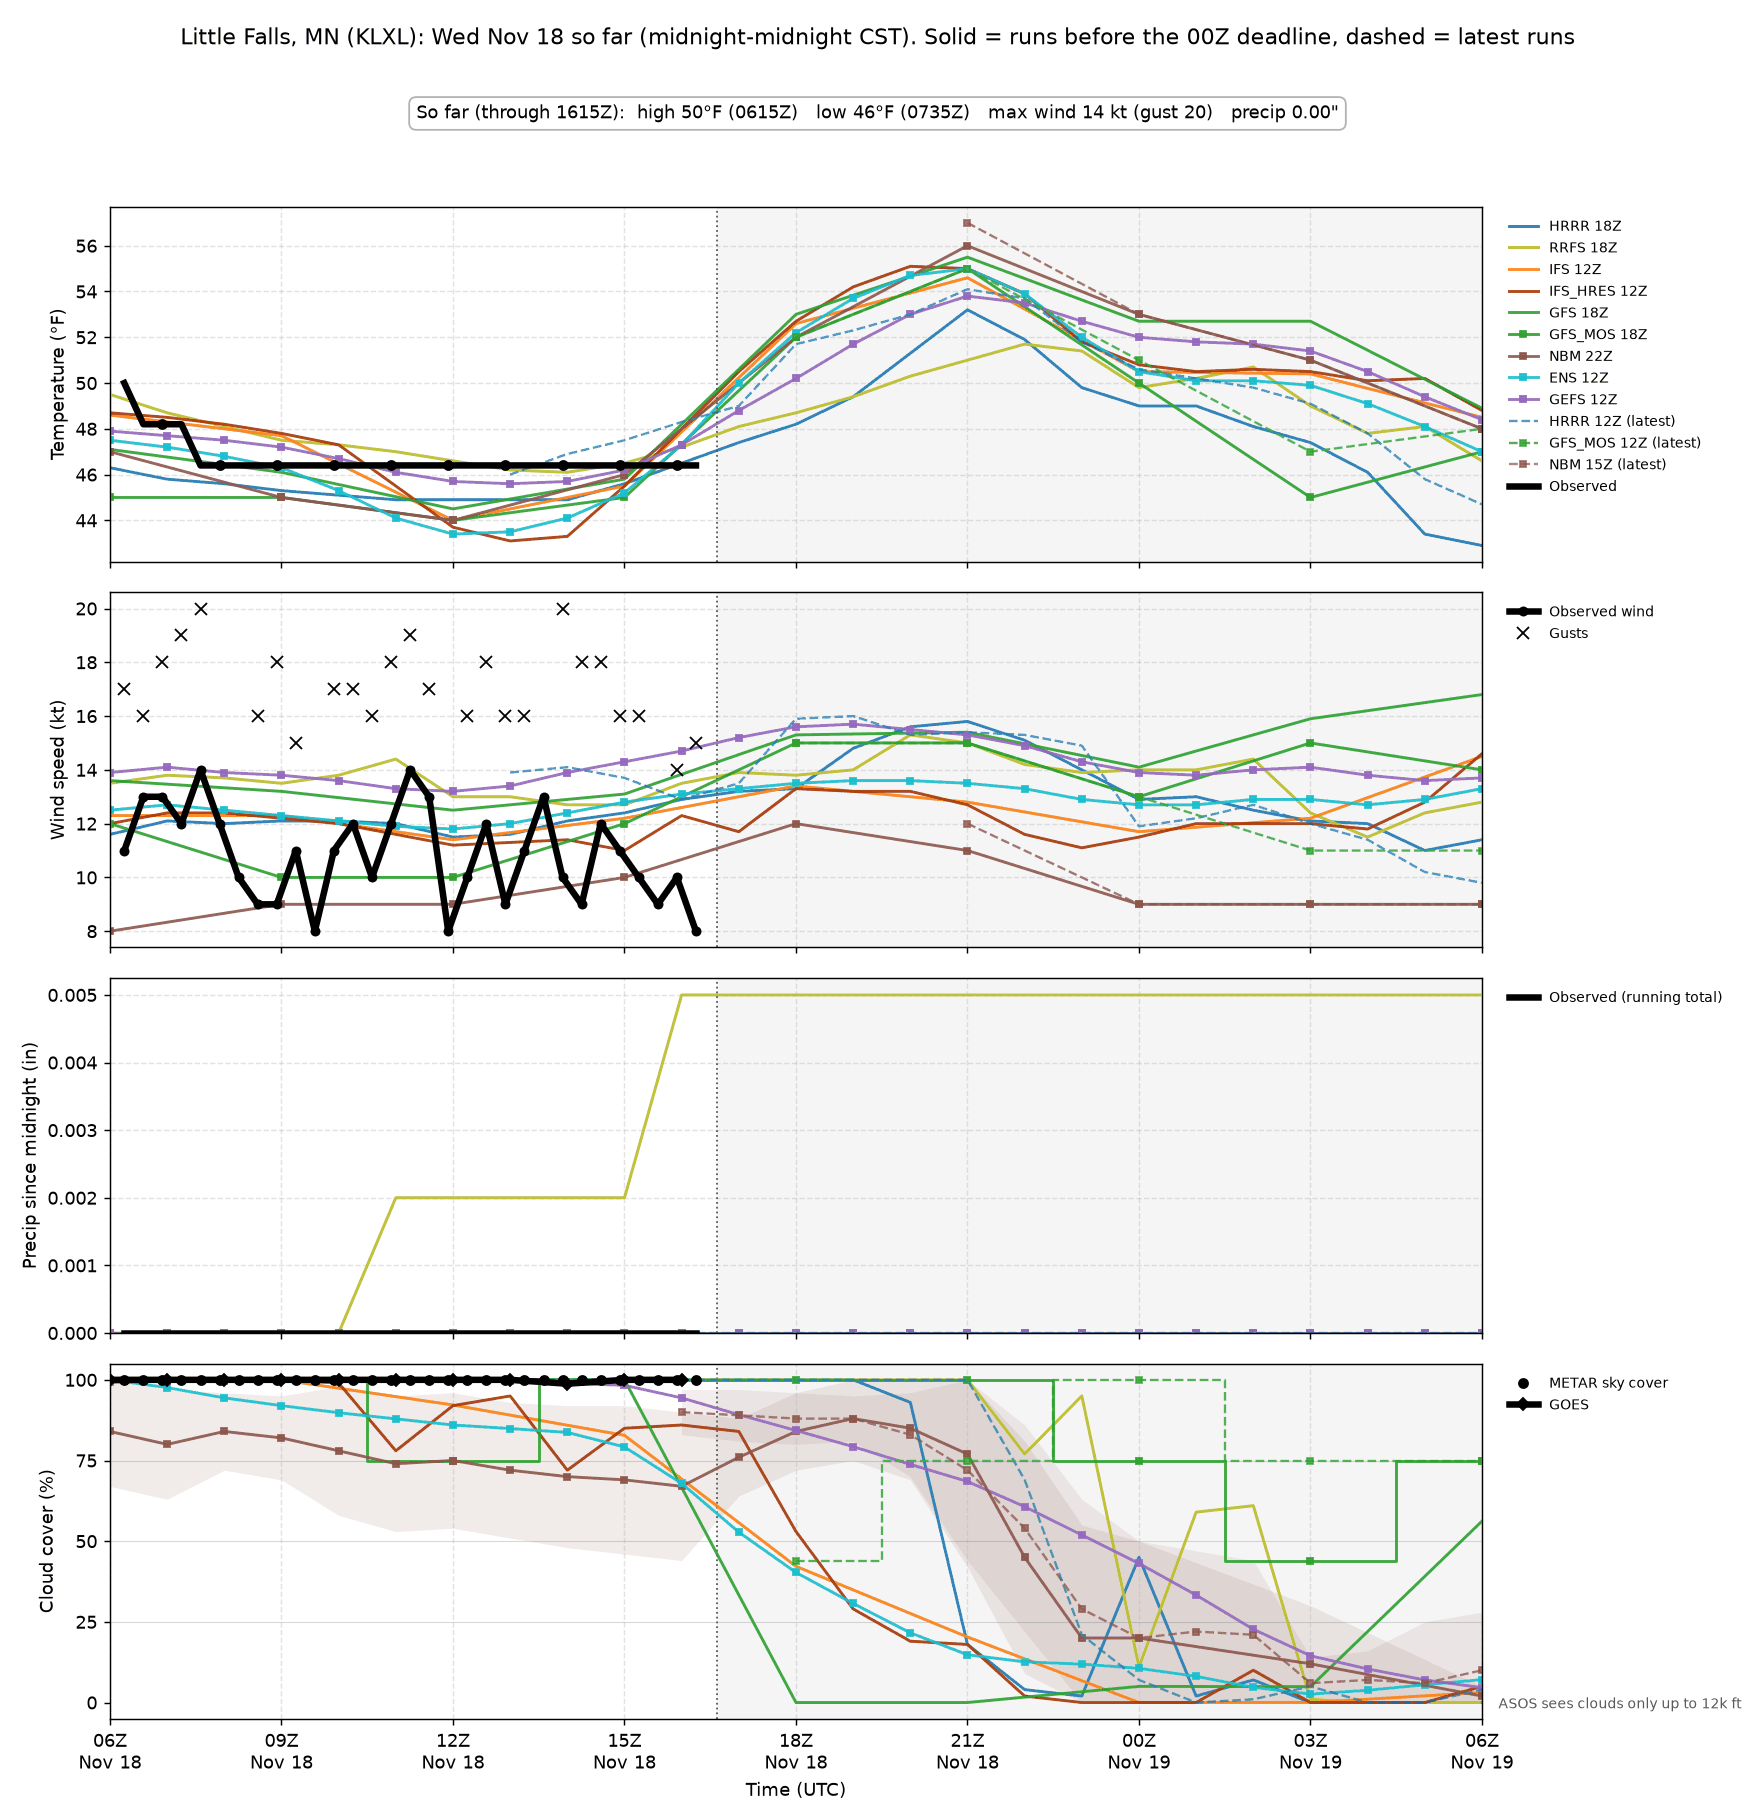 Little Falls, MN (KLXL): Wed Nov 18 so far (midnight-midnight CST). Solid = runs before the 00Z deadline, dashed = latest runs
So far (through 1615Z):  high 50°F (0615Z)   low 46°F (0735Z)   max wind 14 kt (gust 20)   precip 0.00"
Temperature (°F)
56
54
52
50
48
46
44
HRRR 18Z
RRFS 18Z
IFS 12Z
IFS_HRES 12Z
GFS 18Z
GFS_MOS 18Z
NBM 22Z
ENS 12Z
GEFS 12Z
HRRR 12Z (latest)
GFS_MOS 12Z (latest)
NBM 15Z (latest)
Observed
Wind speed (kt)
20
18
16
14
12
10
8
Observed wind
Gusts
Precip since midnight (in)
0.005
0.004
0.003
0.002
0.001
0.000
Observed (running total)
Cloud cover (%)
100
75
50
25
0
METAR sky cover
GOES
ASOS sees clouds only up to 12k ft
06Z 09Z 12Z 15Z 18Z 21Z 00Z 03Z 06Z
Nov 18 Nov 18 Nov 18 Nov 18 Nov 18 Nov 18 Nov 19 Nov 19 Nov 19
Time (UTC)